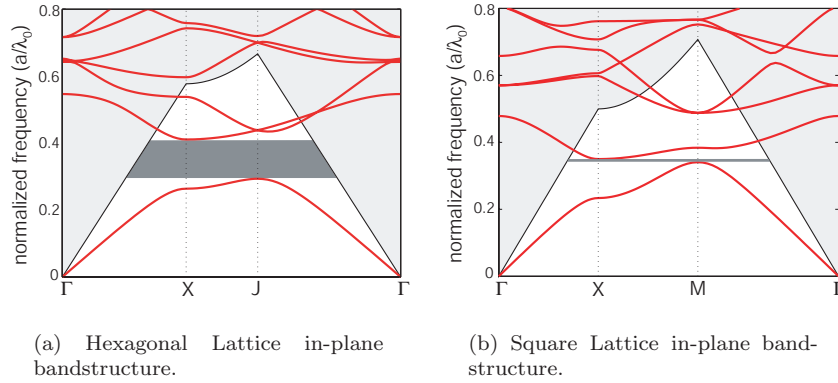 normalized frequency (a/λ₀)
0.8
0.6
0.4
0.2
0
Γ
X
J
Γ
(a) Hexagonal Lattice in-plane
bandstructure.
normalized frequency (a/λ₀)
0.8
0.6
0.4
0.2
0
Γ
X
M
(b) Square Lattice in-plane band-
structure.